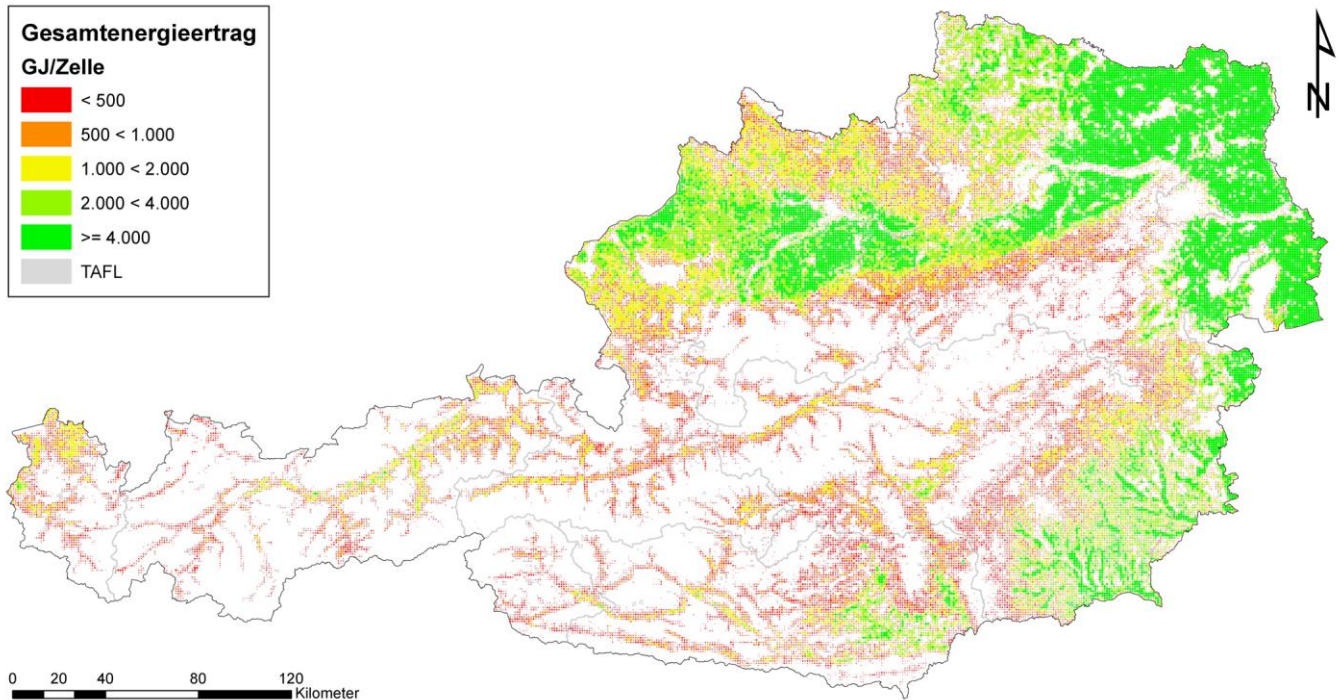 Gesamtenergieertrag
GJ/Zelle
< 500
500 < 1.000
1.000 < 2.000
2.000 < 4.000
>= 4.000
TAFL
N
0 20 40 80 120
Kilometer